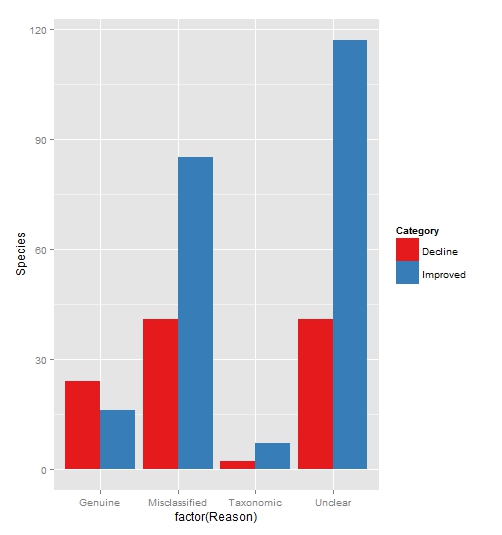 120
90
60
30
0
Species
Genuine
Misclassified
Taxonomic
Unclear
factor(Reason)
Category
Decline
Improved